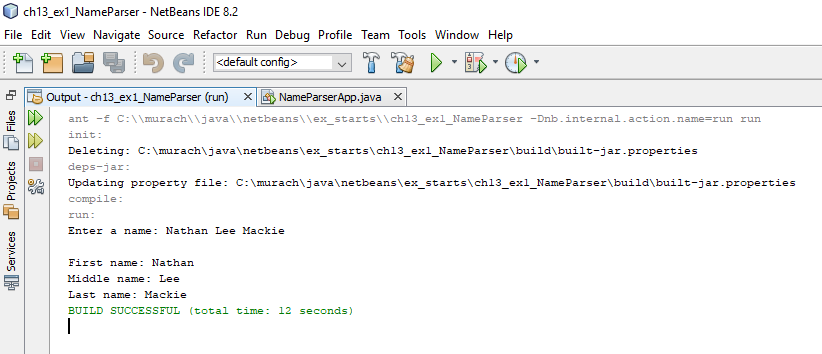 ch13_ex1_NameParser - NetBeans IDE 8.2
File Edit View Navigate Source Refactor Run Debug Profile Team Tools Window Help
<default config>
Output - ch13_ex1_NameParser (run) NameParserApp.java
Files
Projects
Services
ant -f C:\\murach\\java\\netbeans\\ex_starts\\ch13_ex1_NameParser -Dnb.internal.action.name=run run
init:
Deleting: C:\murach\java\netbeans\ex_starts\ch13_ex1_NameParser\build\built-jar.properties
deps-jar:
Updating property file: C:\murach\java\netbeans\ex_starts\ch13_ex1_NameParser\build\built-jar.properties
compile:
run:
Enter a name: Nathan Lee Mackie
First name: Nathan
Middle name: Lee
Last name: Mackie
BUILD SUCCESSFUL (total time: 12 seconds)